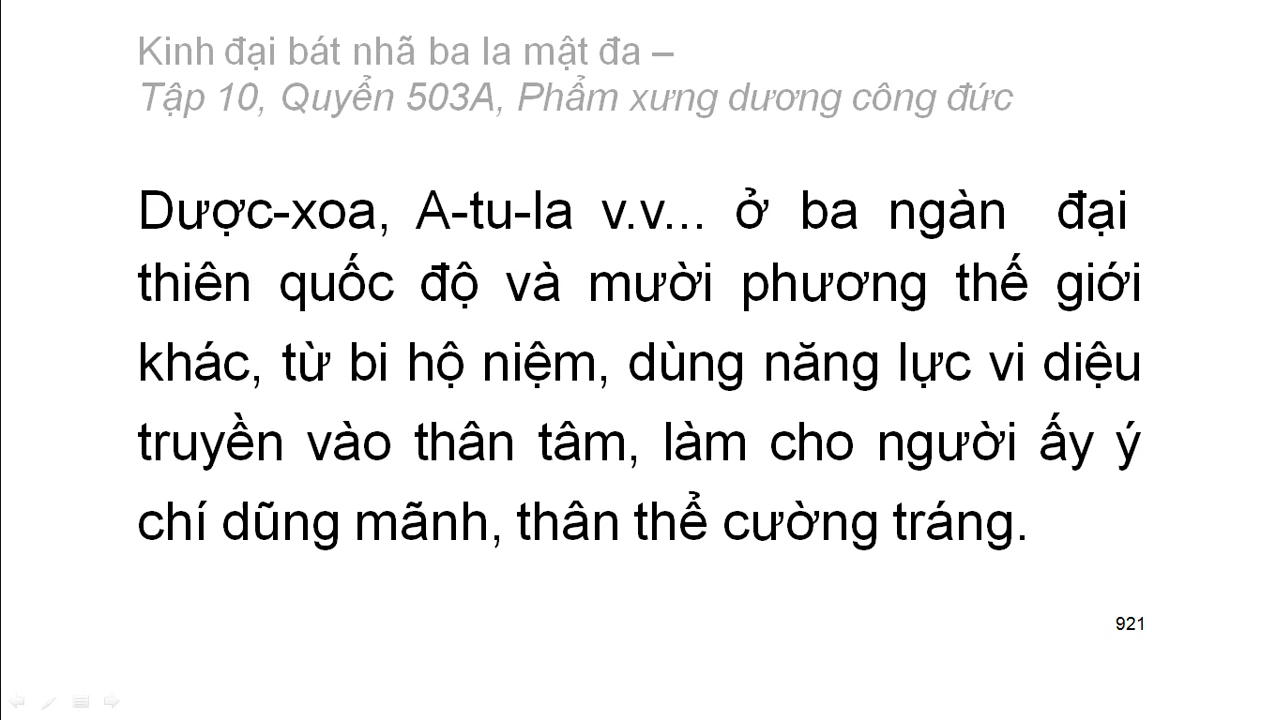 Kinh đại bát nhã ba la mật đa –
Tập 10, Quyển 503A, Phẩm xưng dương công đức
Dược-xoa, A-tu-la v.v... ở ba ngàn đại
thiên quốc độ và mười phương thế giới
khác, từ bi hộ niệm, dùng năng lực vi diệu
truyền vào thân tâm, làm cho người ấy ý
chí dũng mãnh, thân thể cường tráng.
921